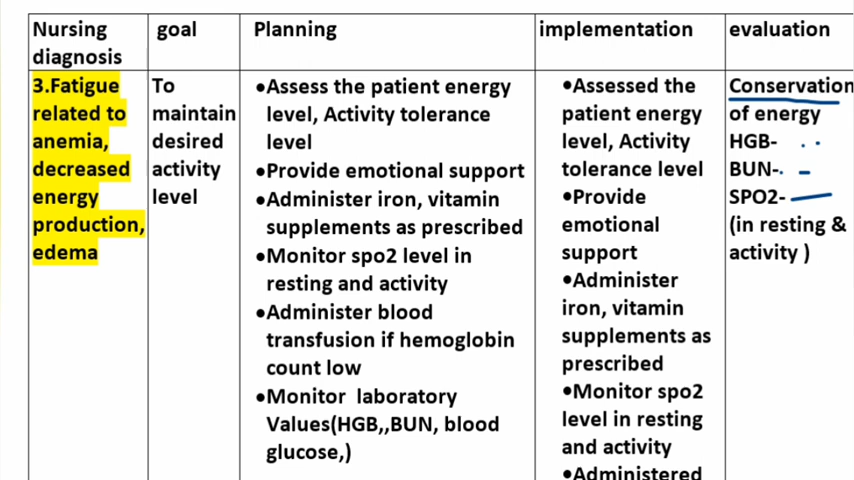 Nursing
diagnosis
goal
Planning
implementation
evaluation
3.Fatigue
related to
anemia,
decreased
energy
production,
edema
To
maintain
desired
activity
level
•Assess the patient energy
level, Activity tolerance
level
•Provide emotional support
•Administer iron, vitamin
supplements as prescribed
•Monitor spo2 level in
resting and activity
•Administer blood
transfusion if hemoglobin
count low
•Monitor laboratory
Values(HGB,,BUN, blood
glucose,)
•Assessed the
patient energy
level, Activity
tolerance level
•Provide
emotional
support
•Administer
iron, vitamin
supplements as
prescribed
•Monitor spo2
level in resting
and activity
•Administered
Conservation
of energy
HGB-
BUN-
SPO2-
(in resting &
activity )